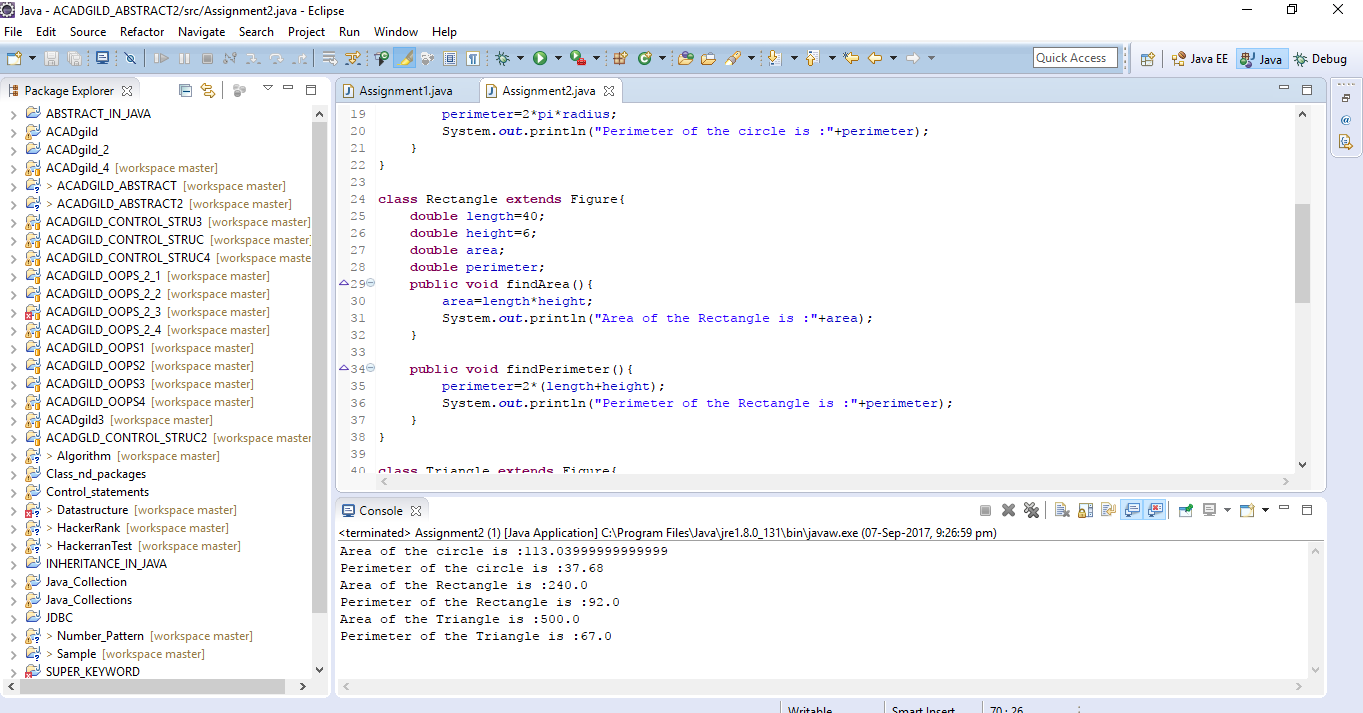 Java - ACADGILD_ABSTRACT2/src/Assignment2.java - Eclipse
File Edit Source Refactor Navigate Search Project Run Window Help
Quick Access Java EE Java Debug
Package Explorer
ABSTRACT_IN_JAVA
ACADgild
ACADgild_2
ACADgild_4 [workspace master]
> ACADGILD_ABSTRACT [workspace master]
> ACADGILD_ABSTRACT2 [workspace master]
ACADGILD_CONTROL_STRU3 [workspace master]
ACADGILD_CONTROL_STRUC [workspace master]
ACADGILD_CONTROL_STRUC4 [workspace maste
ACADGILD_OOPS_2_1 [workspace master]
ACADGILD_OOPS_2_2 [workspace master]
ACADGILD_OOPS_2_3 [workspace master]
ACADGILD_OOPS_2_4 [workspace master]
ACADGILD_OOPS1 [workspace master]
ACADGILD_OOPS2 [workspace master]
ACADGILD_OOPS3 [workspace master]
ACADGILD_OOPS4 [workspace master]
ACADgild3 [workspace master]
ACADGLD_CONTROL_STRUC2 [workspace master
> Algorithm [workspace master]
Class_nd_packages
Control_statements
> Datastructure [workspace master]
> HackerRank [workspace master]
> HackerranTest [workspace master]
INHERITANCE_IN_JAVA
Java_Collection
Java_Collections
JDBC
> Number_Pattern [workspace master]
> Sample [workspace master]
SUPER_KEYWORD
Assignment1.java Assignment2.java
19 perimeter=2*pi*radius;
20 System.out.println("Perimeter of the circle is :"+perimeter);
21 }
22 }
23
24 class Rectangle extends Figure{
25 double length=40;
26 double height=6;
27 double area;
28 double perimeter;
29 public void findArea(){
30 area=length*height;
31 System.out.println("Area of the Rectangle is :"+area);
32 }
33
34 public void findPerimeter(){
35 perimeter=2*(length+height);
36 System.out.println("Perimeter of the Rectangle is :"+perimeter);
37 }
38 }
39
40 class Triangle extends Figure{
Console
<terminated> Assignment2 (1) [Java Application] C:\Program Files\Java\jre1.8.0_131\bin\javaw.exe (07-Sep-2017, 9:26:59 pm)
Area of the circle is :113.03999999999999
Perimeter of the circle is :37.68
Area of the Rectangle is :240.0
Perimeter of the Rectangle is :92.0
Area of the Triangle is :500.0
Perimeter of the Triangle is :67.0
Writable Smart Insert 70 : 26